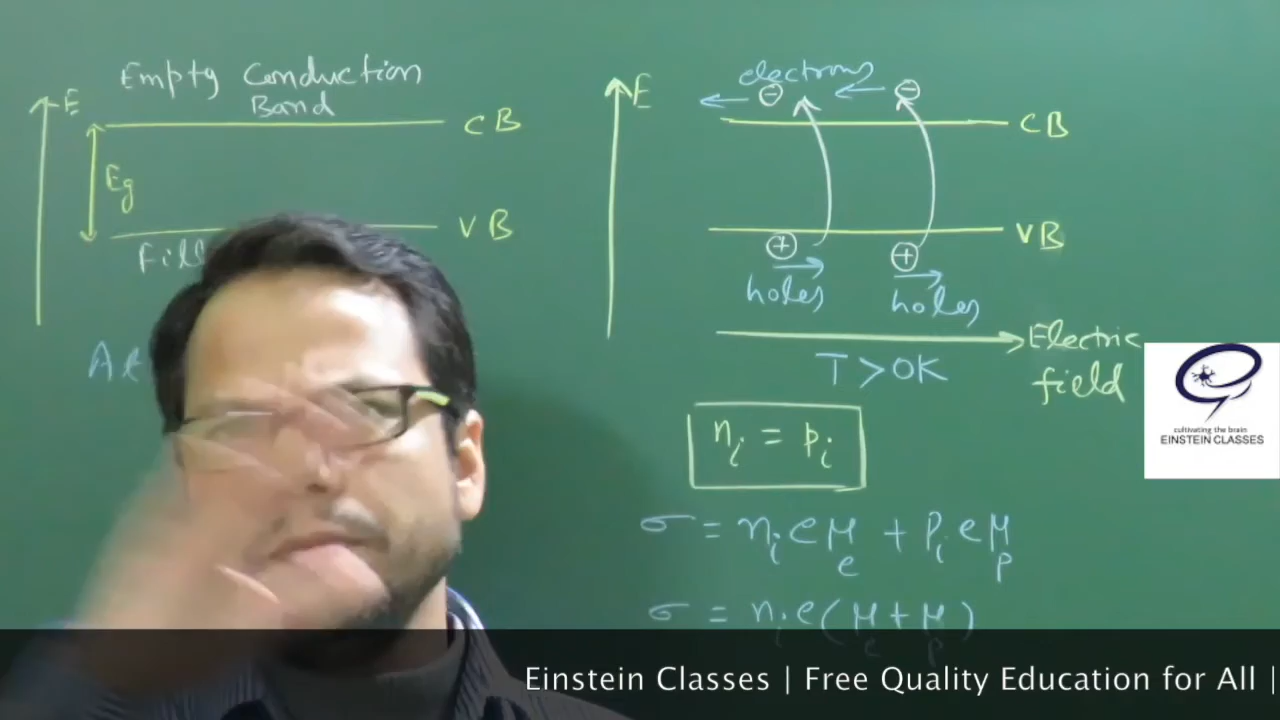 Empty Conduction
Band
E
CB
Eg
VB
E
electrons
⊖
⊖
CB
VB
⊕
⊕
holes
holes
Electric
field
T > 0K
nᵢ = pᵢ
σ = nᵢeμₑ + pᵢeμₚ
σ = nᵢe(μₑ + μₚ)
cultivating the brain
EINSTEIN CLASSES
Einstein Classes | Free Quality Education for All |